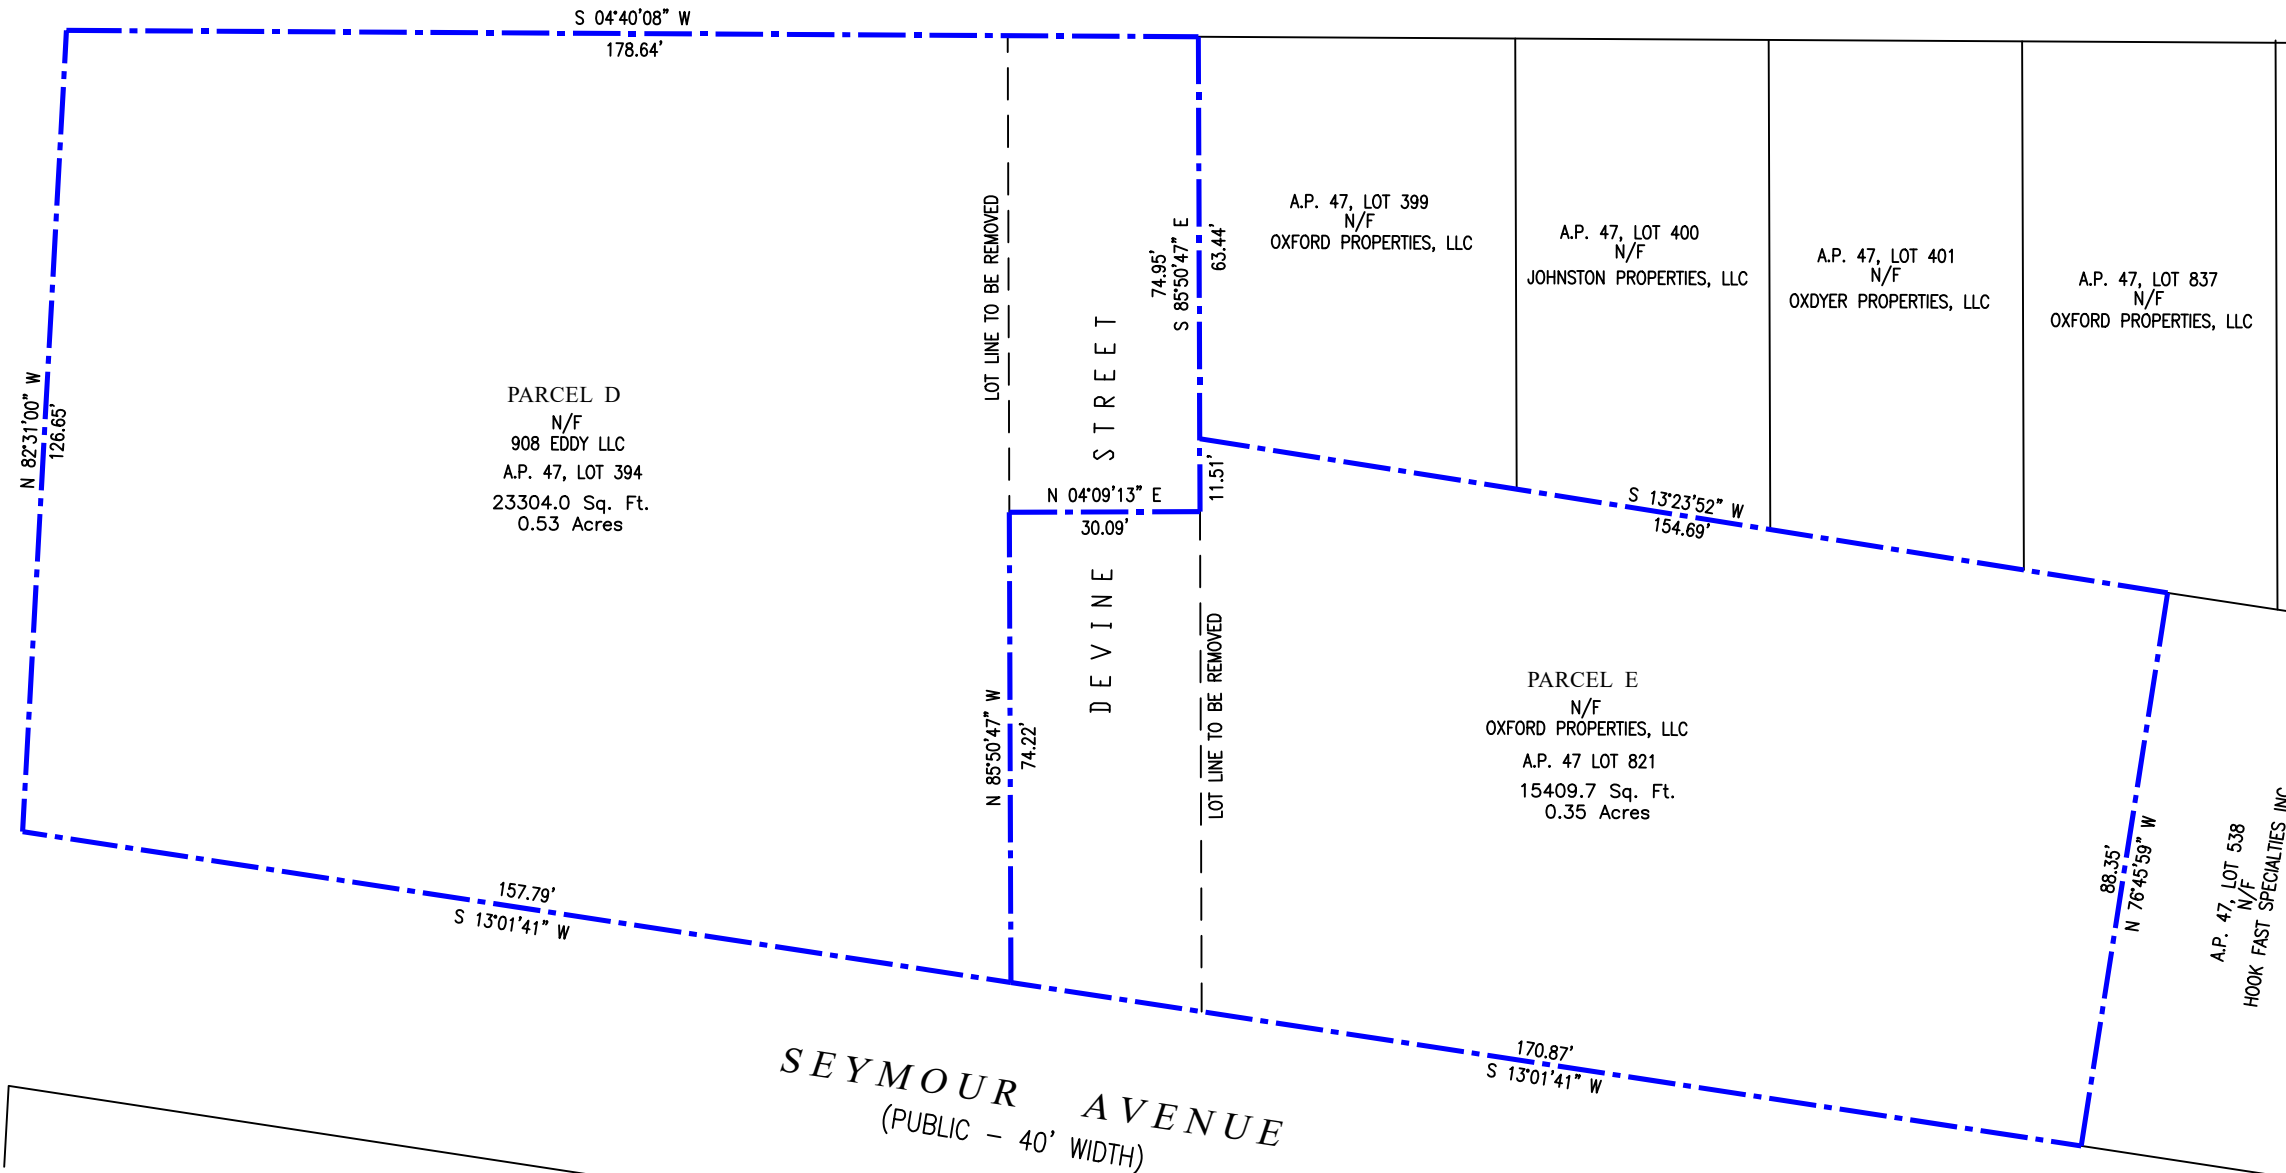 S 04°40'08" W
178.64'
N 82°31'00" W
126.65'
PARCEL D
N/F
908 EDDY LLC
A.P. 47, LOT 394
23304.0 Sq. Ft.
0.53 Acres
LOT LINE TO BE REMOVED
DEVINE STREET
74.95'
S 85°50'47" E
63.44'
11.51'
N 04°09'13" E
30.09'
N 85°50'47" W
74.22'
LOT LINE TO BE REMOVED
A.P. 47, LOT 399
N/F
OXFORD PROPERTIES, LLC
A.P. 47, LOT 400
N/F
JOHNSTON PROPERTIES, LLC
A.P. 47, LOT 401
N/F
OXDYER PROPERTIES, LLC
A.P. 47, LOT 837
N/F
OXFORD PROPERTIES, LLC
S 13°23'52" W
154.69'
PARCEL E
N/F
OXFORD PROPERTIES, LLC
A.P. 47 LOT 821
15409.7 Sq. Ft.
0.35 Acres
88.35'
N 76°45'59" W
A.P. 47, LOT 538
N/F
HOOK FAST SPECIALTIES INC
157.79'
S 13°01'41" W
170.87'
S 13°01'41" W
SEYMOUR AVENUE
(PUBLIC - 40' WIDTH)